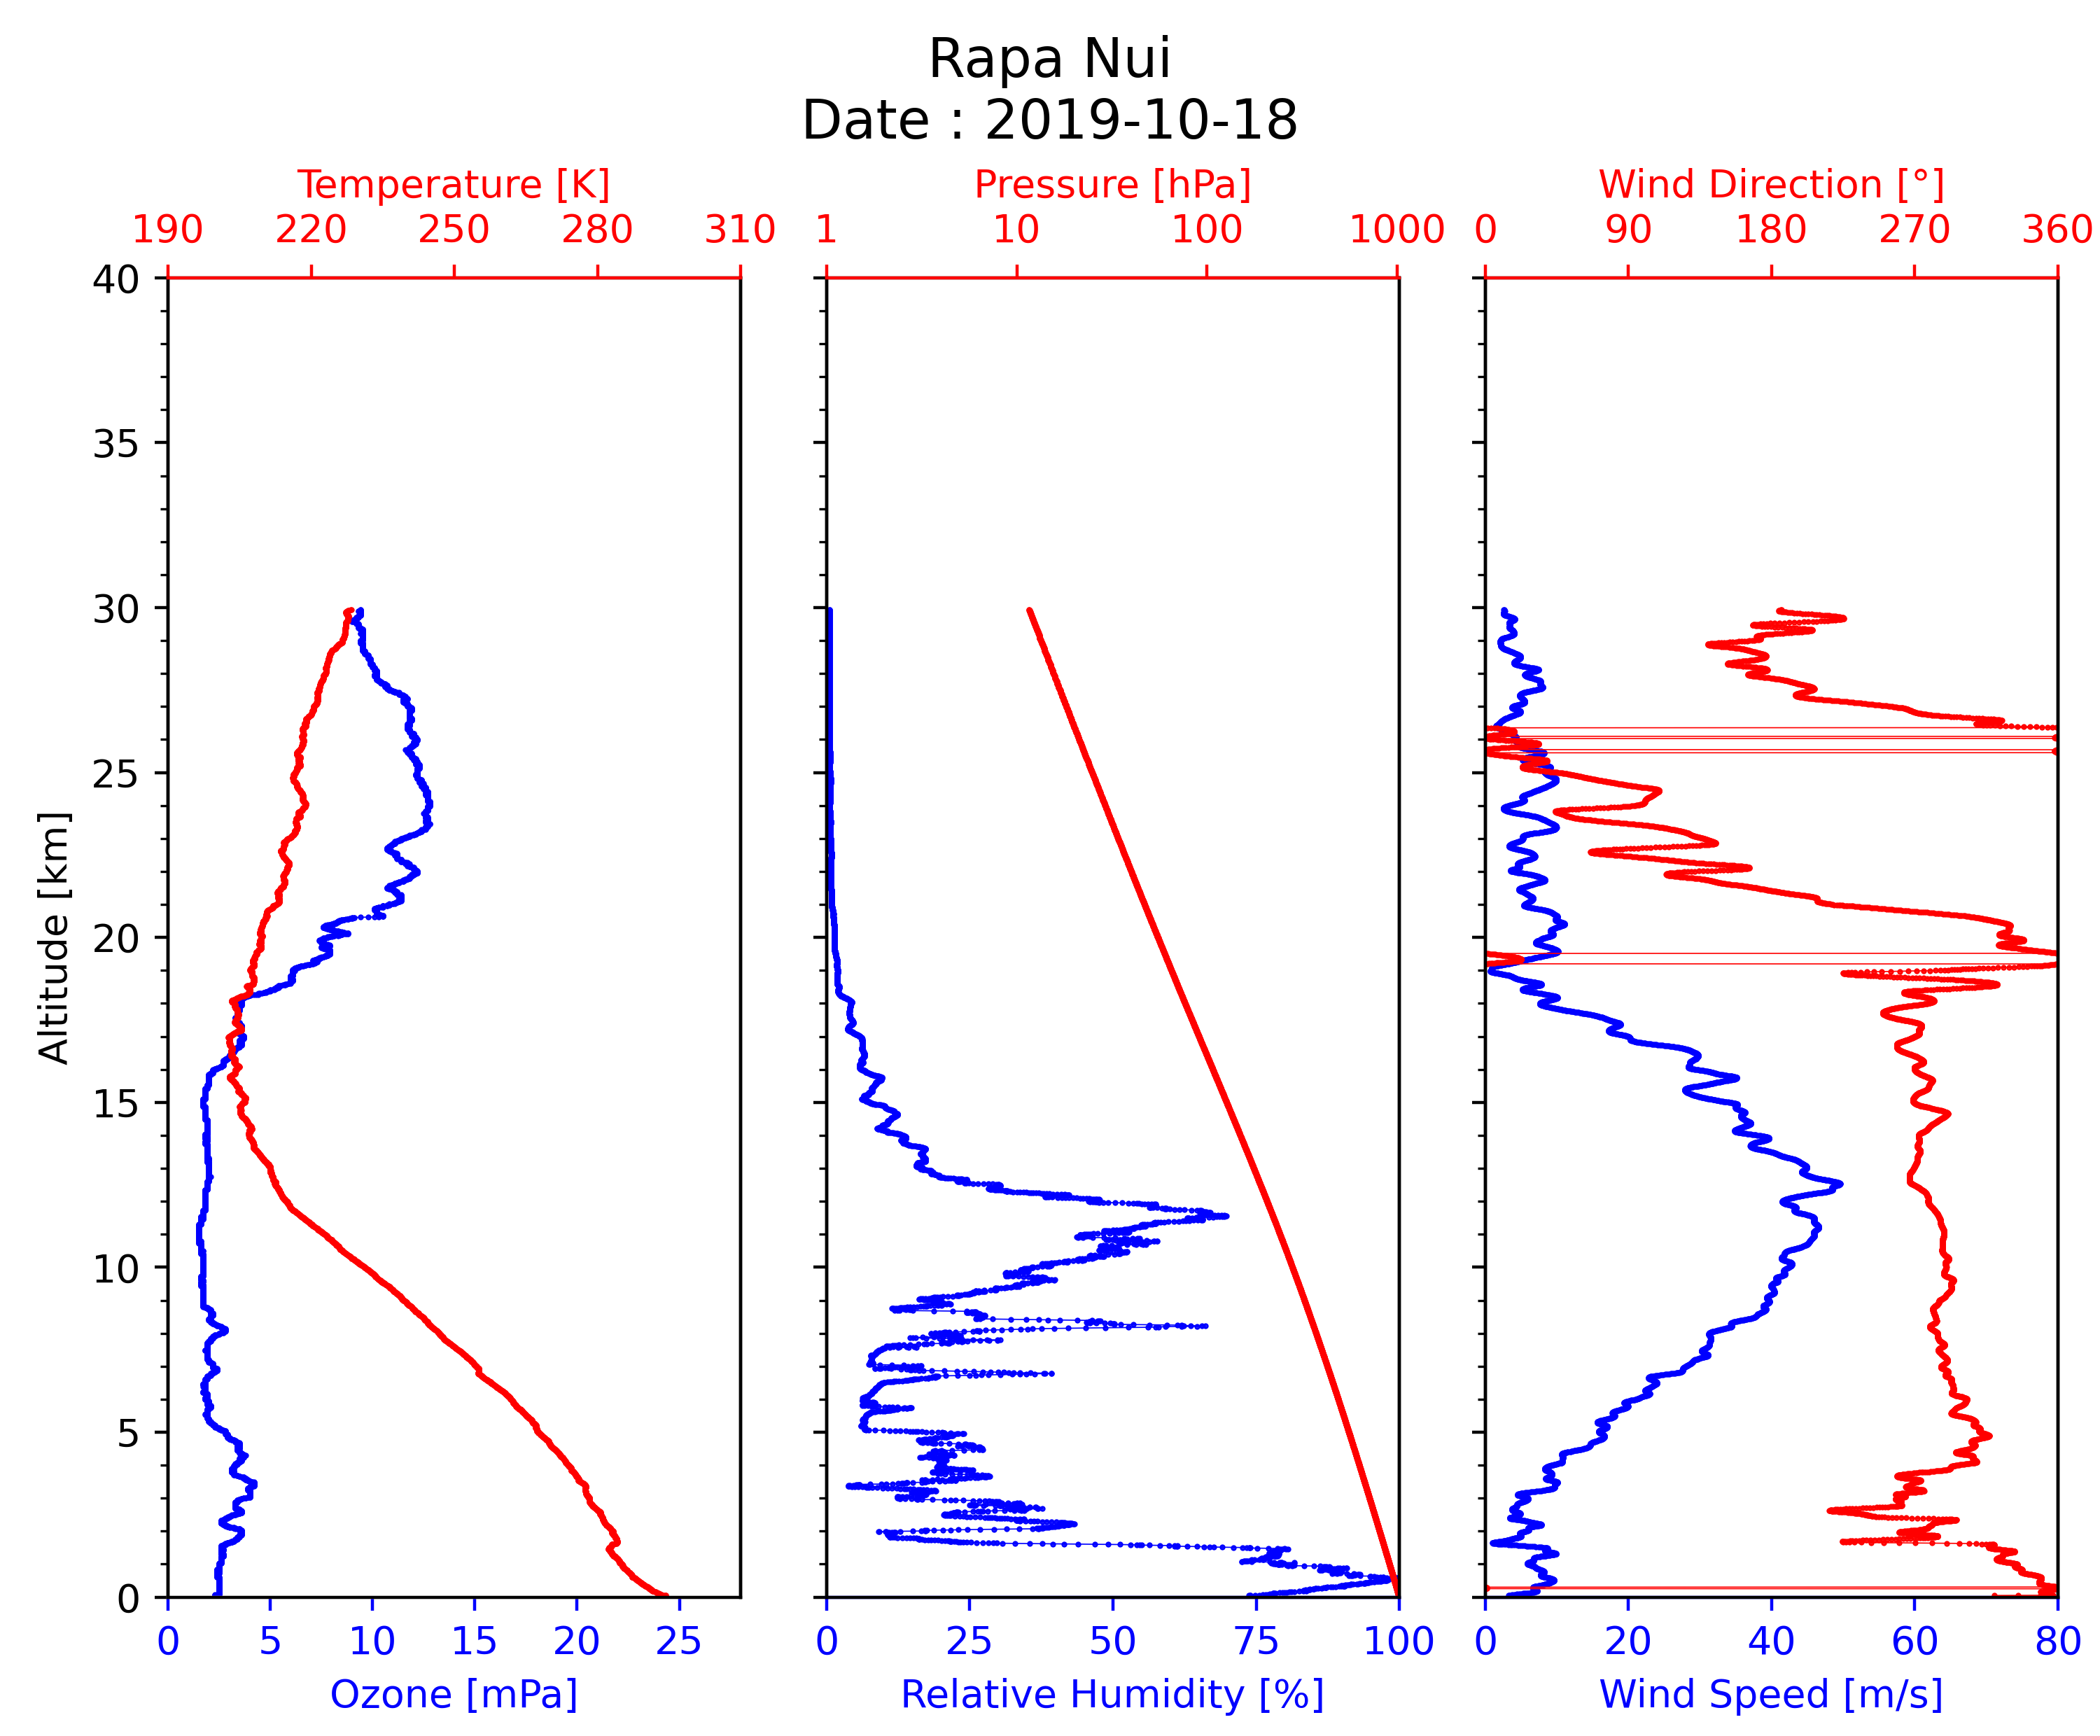 Rapa Nui
Date : 2019-10-18
Temperature [K]
190 220 250 280 310
Pressure [hPa]
1 10 100 1000
Wind Direction [°]
0 90 180 270 360
Altitude [km]
40
35
30
25
20
15
10
5
0
0 5 10 15 20 25
Ozone [mPa]
0 25 50 75 100
Relative Humidity [%]
0 20 40 60 80
Wind Speed [m/s]